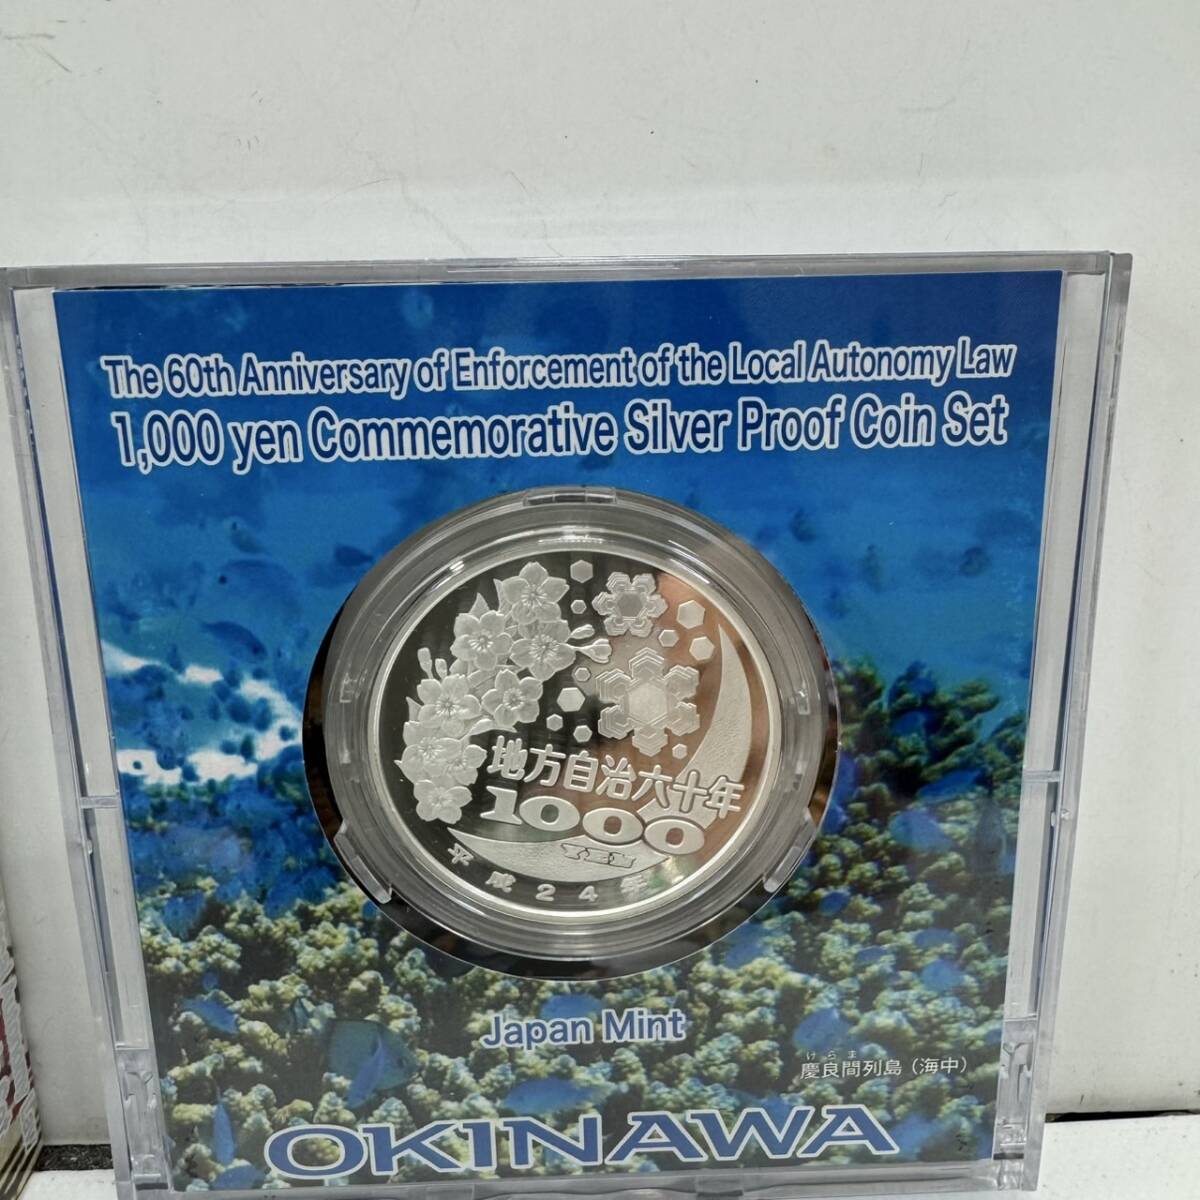 The 60th Anniversary of Enforcement of the Local Autonomy Law
1,000 yen Commemorative Silver Proof Coin Set
地方自治六十年
1000
YEN
平成24年
Japan Mint
けらま
慶良間列島（海中）
OKINAWA